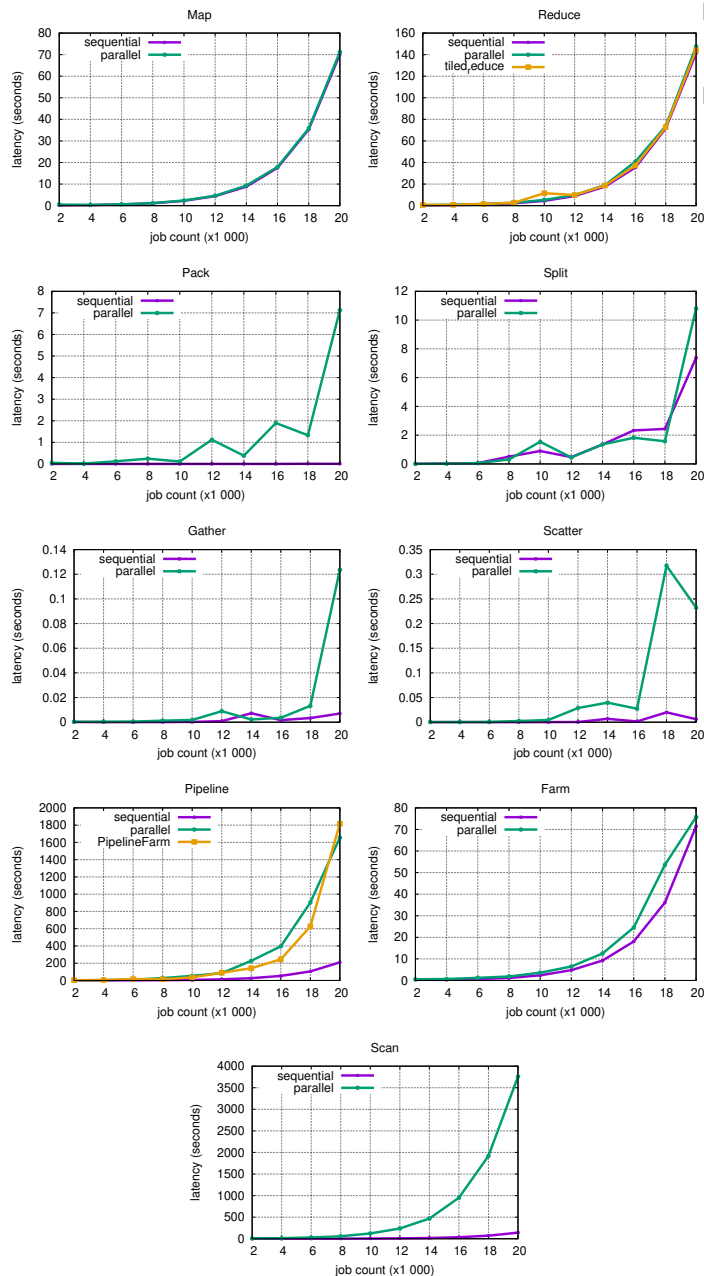 Map
80
70
60
50
40
30
20
10
0
2 4 6 8 10 12 14 16 18 20
latency (seconds)
job count (x1 000)
sequential
parallel
Reduce
160
140
120
100
80
60
40
20
0
2 4 6 8 10 12 14 16 18 20
latency (seconds)
job count (x1 000)
sequential
parallel
tiled_reduce
Pack
8
7
6
5
4
3
2
1
0
2 4 6 8 10 12 14 16 18 20
latency (seconds)
job count (x1 000)
sequential
parallel
Split
12
10
8
6
4
2
0
2 4 6 8 10 12 14 16 18 20
latency (seconds)
job count (x1 000)
sequential
parallel
Gather
0.14
0.12
0.1
0.08
0.06
0.04
0.02
0
2 4 6 8 10 12 14 16 18 20
latency (seconds)
job count (x1 000)
sequential
parallel
Scatter
0.35
0.3
0.25
0.2
0.15
0.1
0.05
0
2 4 6 8 10 12 14 16 18 20
latency (seconds)
job count (x1 000)
sequential
parallel
Pipeline
2000
1800
1600
1400
1200
1000
800
600
400
200
0
2 4 6 8 10 12 14 16 18 20
latency (seconds)
job count (x1 000)
sequential
parallel
PipelineFarm
Farm
80
70
60
50
40
30
20
10
0
2 4 6 8 10 12 14 16 18 20
latency (seconds)
job count (x1 000)
sequential
parallel
Scan
4000
3500
3000
2500
2000
1500
1000
500
0
2 4 6 8 10 12 14 16 18 20
latency (seconds)
job count (x1 000)
sequential
parallel